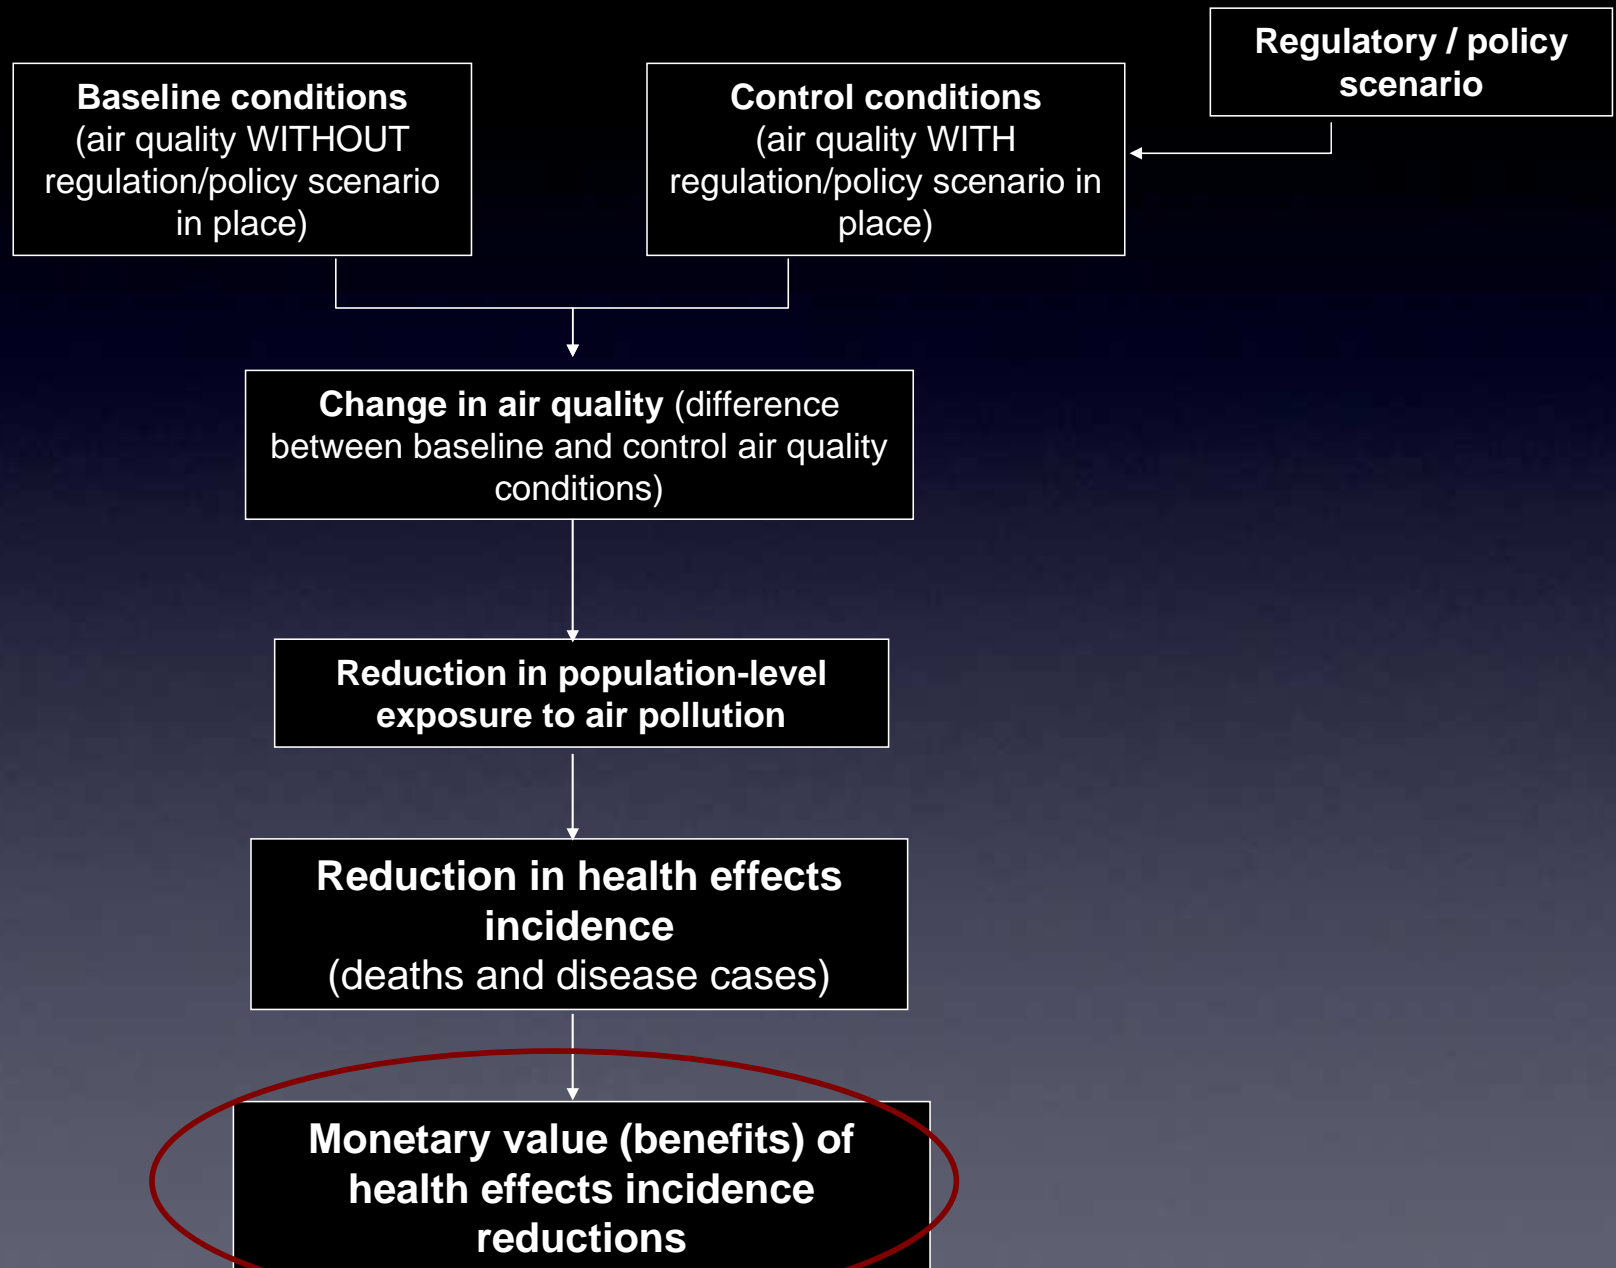 Regulatory / policy
scenario
Baseline conditions
(air quality WITHOUT
regulation/policy scenario
in place)
Control conditions
(air quality WITH
regulation/policy scenario in
place)
Change in air quality (difference
between baseline and control air quality
conditions)
Reduction in population-level
exposure to air pollution
Reduction in health effects
incidence
(deaths and disease cases)
Monetary value (benefits) of
health effects incidence
reductions